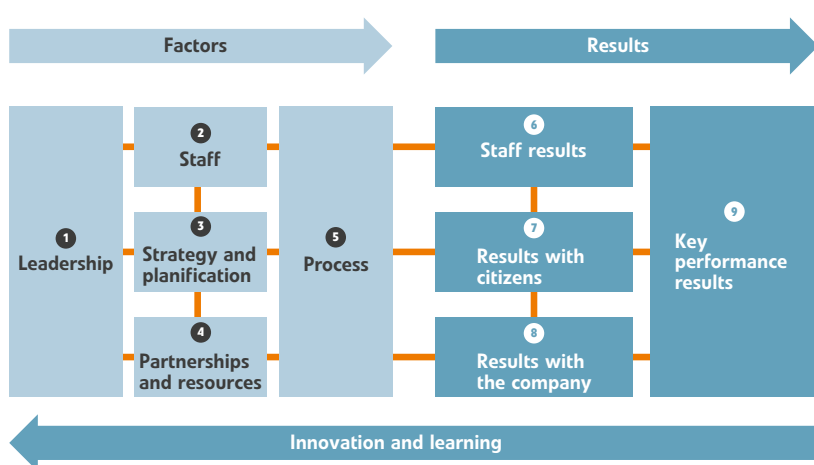 Factors
Results
1
Leadership
2
Staff
3
Strategy and
planification
4
Partnerships
and resources
5
Process
6
Staff results
7
Results with
citizens
8
Results with
the company
9
Key
performance
results
Innovation and learning